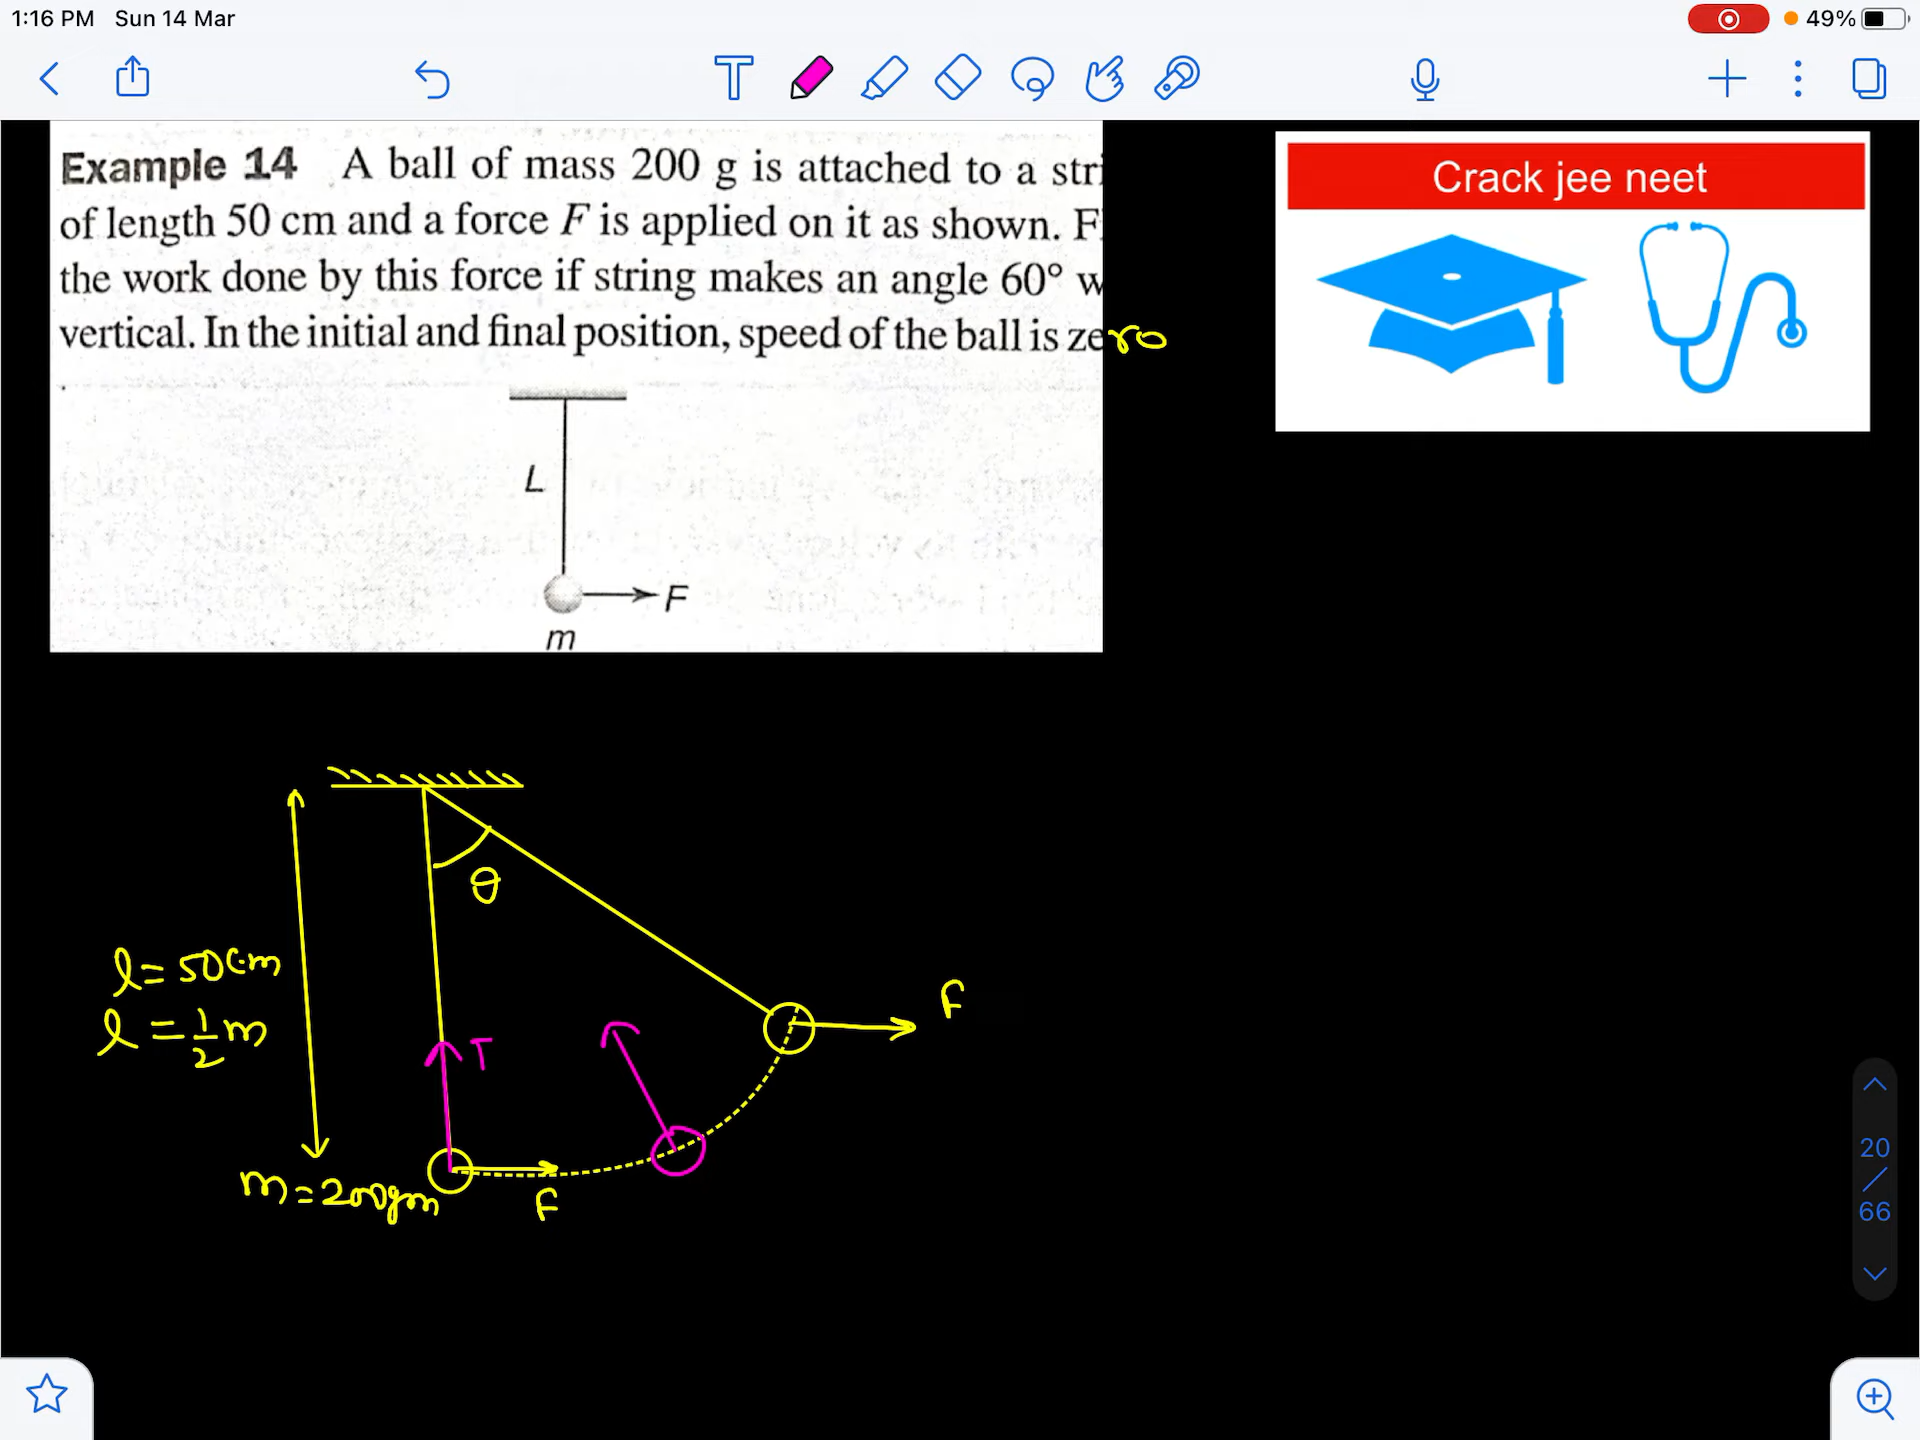 1:16 PM Sun 14 Mar
49%
Example 14 A ball of mass 200 g is attached to a stri
of length 50 cm and a force F is applied on it as shown. F
the work done by this force if string makes an angle 60° w
vertical. In the initial and final position, speed of the ball is zero
L
F
m
Crack jee neet
θ
l = 50cm
l = 1/2 m
T
F
m = 200gm
F
20
/
66